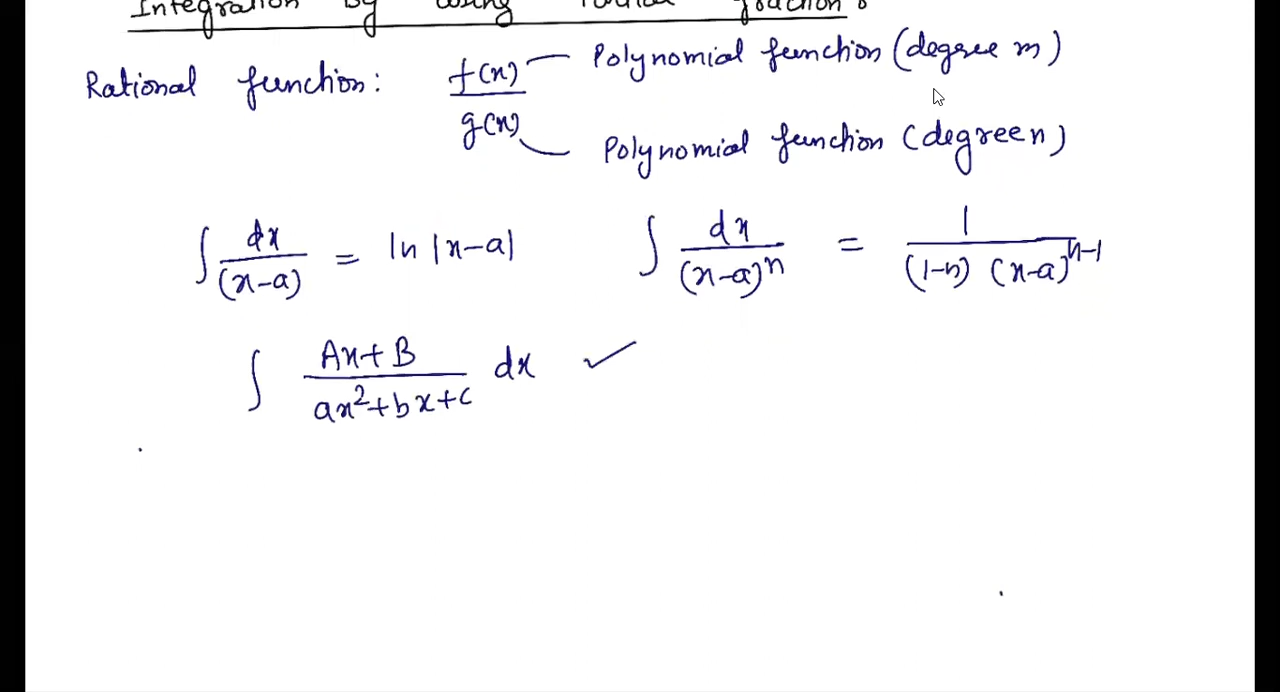 Integration by using Partial fraction:
Rational function: f(x)/g(x) — Polynomial function (degree m)
Polynomial function (degree n)
∫ dx/(x-a) = ln |x-a|    ∫ dx/(x-a)^n = 1/((1-n) (x-a)^(n-1))
∫ (Ax+B)/(ax²+bx+c) dx ✓